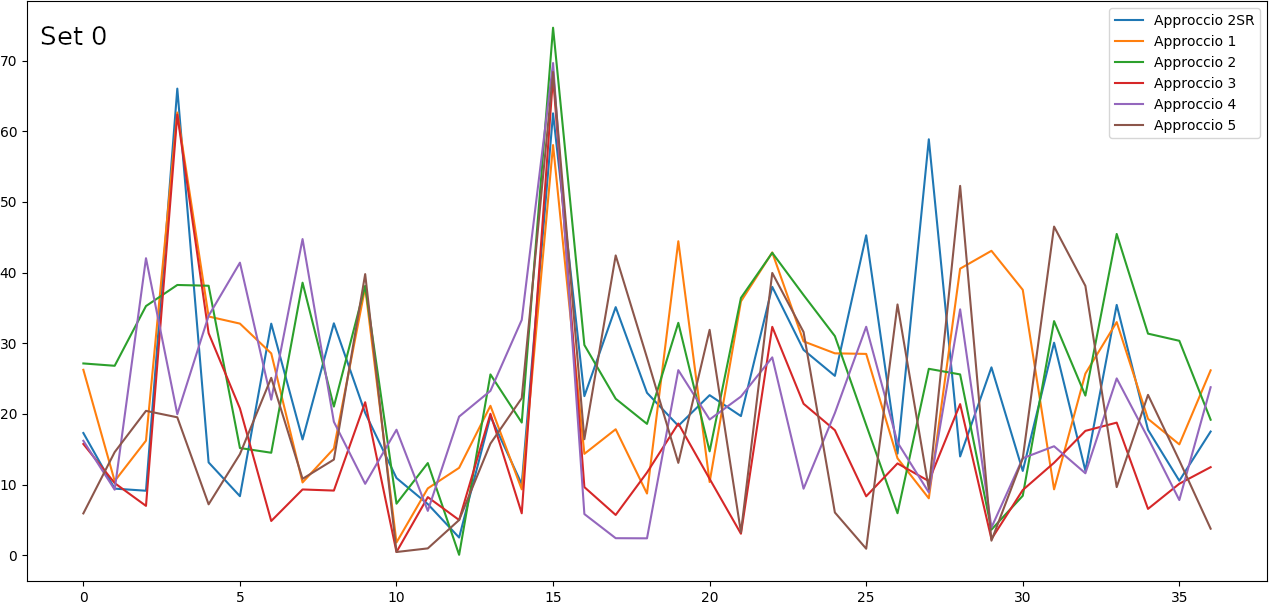 Set 0
Approccio 2SR
Approccio 1
Approccio 2
Approccio 3
Approccio 4
Approccio 5
70
60
50
40
30
20
10
0
0 5 10 15 20 25 30 35